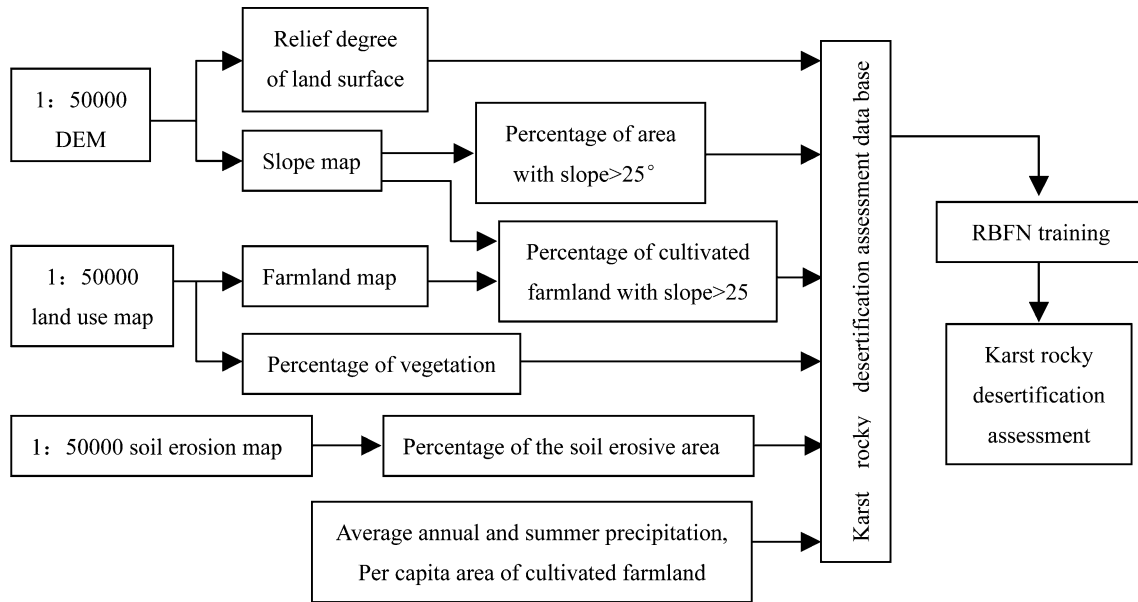 Relief degree
of land surface
1：50000
DEM
Slope map
Percentage of area
with slope>25°
1：50000
land use map
Farmland map
Percentage of cultivated
farmland with slope>25
Percentage of vegetation
1：50000 soil erosion map
Percentage of the soil erosive area
Average annual and summer precipitation,
Per capita area of cultivated farmland
Karst rocky desertification assessment data base
RBFN training
Karst rocky
desertification
assessment